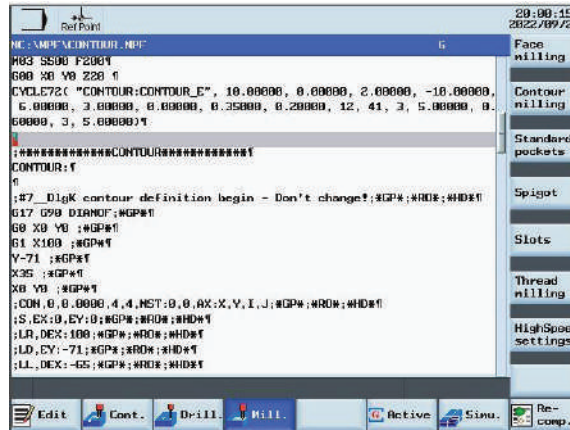 Ref Point
20:00:15
2022/09/2
NC:\MPF\CONTOUR.MPF 6
M03 S500 F200¶
G00 X0 Y0 Z20 ¶
CYCLE72( "CONTOUR:CONTOUR_E", 10.00000, 0.00000, 2.00000, -10.00000,
6.00000, 3.00000, 0.00000, 0.35000, 0.20000, 12, 41, 3, 5.00000, 0.
60000, 3, 5.00000)¶
;*************CONTOUR*************¶
CONTOUR:¶
¶
;#7__DlgK contour definition begin - Don't change!;*GP*;*RO*;*HD*¶
G17 G90 DIAMOF;*GP*¶
G0 X0 Y0 ;*GP*¶
G1 X100 ;*GP*¶
Y-71 ;*GP*¶
X35 ;*GP*¶
X0 Y0 ;*GP*¶
;CON,0,0.0000,4,4,MST:0,0,AX:X,Y,I,J;*GP*;*RO*;*HD*¶
;S,EX:0,EY:0;*GP*;*RO*;*HD*¶
;LR,DEX:100;*GP*;*RO*;*HD*¶
;LD,EY:-71;*GP*;*RO*;*HD*¶
;LL,DEX:-65;*GP*;*RO*;*HD*¶
Face
milling
Contour
milling
Standard
pockets
Spigot
Slots
Thread
milling
HighSpee
settings
Edit
Cont.
Drill.
Mill.
G Active
Simu.
Re-
comp.